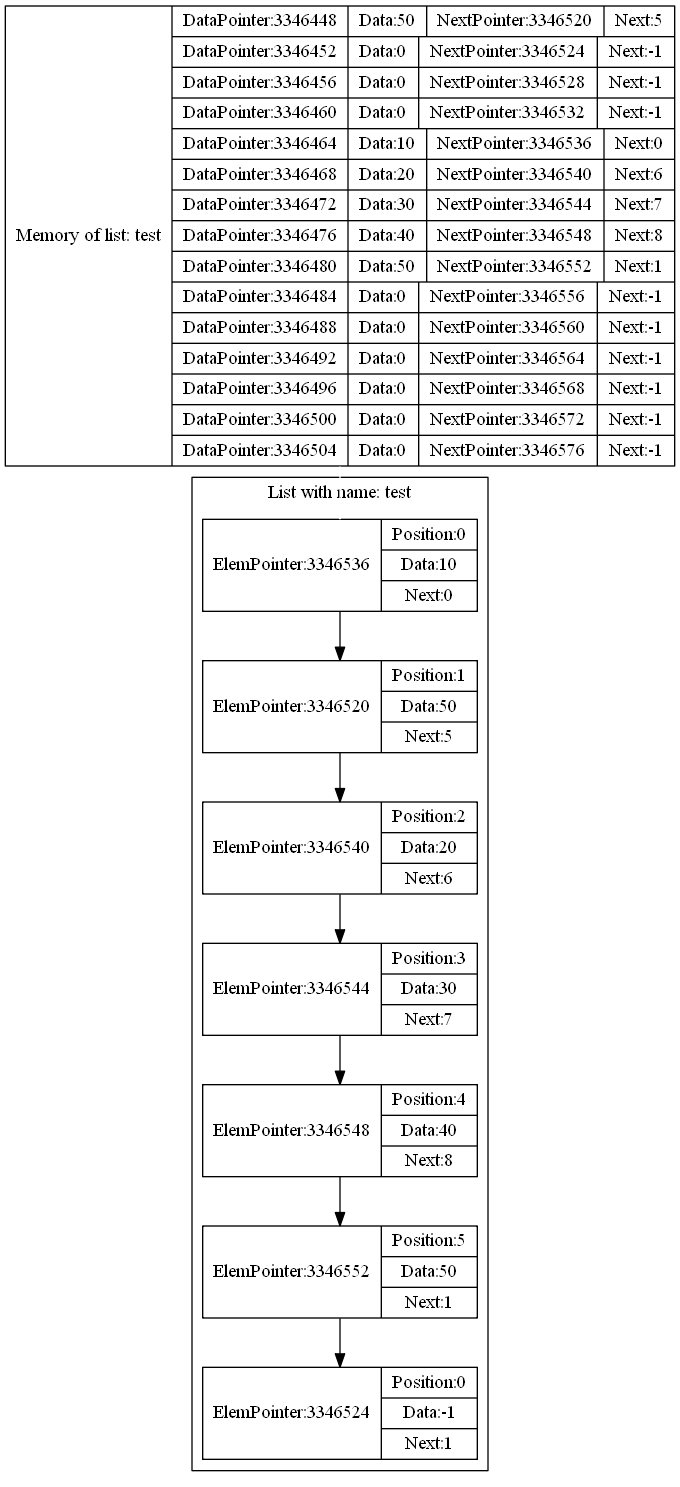 DataPointer:3346448 Data:50 NextPointer:3346520 Next:5
DataPointer:3346452 Data:0 NextPointer:3346524 Next:-1
DataPointer:3346456 Data:0 NextPointer:3346528 Next:-1
DataPointer:3346460 Data:0 NextPointer:3346532 Next:-1
DataPointer:3346464 Data:10 NextPointer:3346536 Next:0
DataPointer:3346468 Data:20 NextPointer:3346540 Next:6
DataPointer:3346472 Data:30 NextPointer:3346544 Next:7
Memory of list: test DataPointer:3346476 Data:40 NextPointer:3346548 Next:8
DataPointer:3346480 Data:50 NextPointer:3346552 Next:1
DataPointer:3346484 Data:0 NextPointer:3346556 Next:-1
DataPointer:3346488 Data:0 NextPointer:3346560 Next:-1
DataPointer:3346492 Data:0 NextPointer:3346564 Next:-1
DataPointer:3346496 Data:0 NextPointer:3346568 Next:-1
DataPointer:3346500 Data:0 NextPointer:3346572 Next:-1
DataPointer:3346504 Data:0 NextPointer:3346576 Next:-1
List with name: test
Position:0
ElemPointer:3346536 Data:10
Next:0
Position:1
ElemPointer:3346520 Data:50
Next:5
Position:2
ElemPointer:3346540 Data:20
Next:6
Position:3
ElemPointer:3346544 Data:30
Next:7
Position:4
ElemPointer:3346548 Data:40
Next:8
Position:5
ElemPointer:3346552 Data:50
Next:1
Position:0
ElemPointer:3346524 Data:-1
Next:1